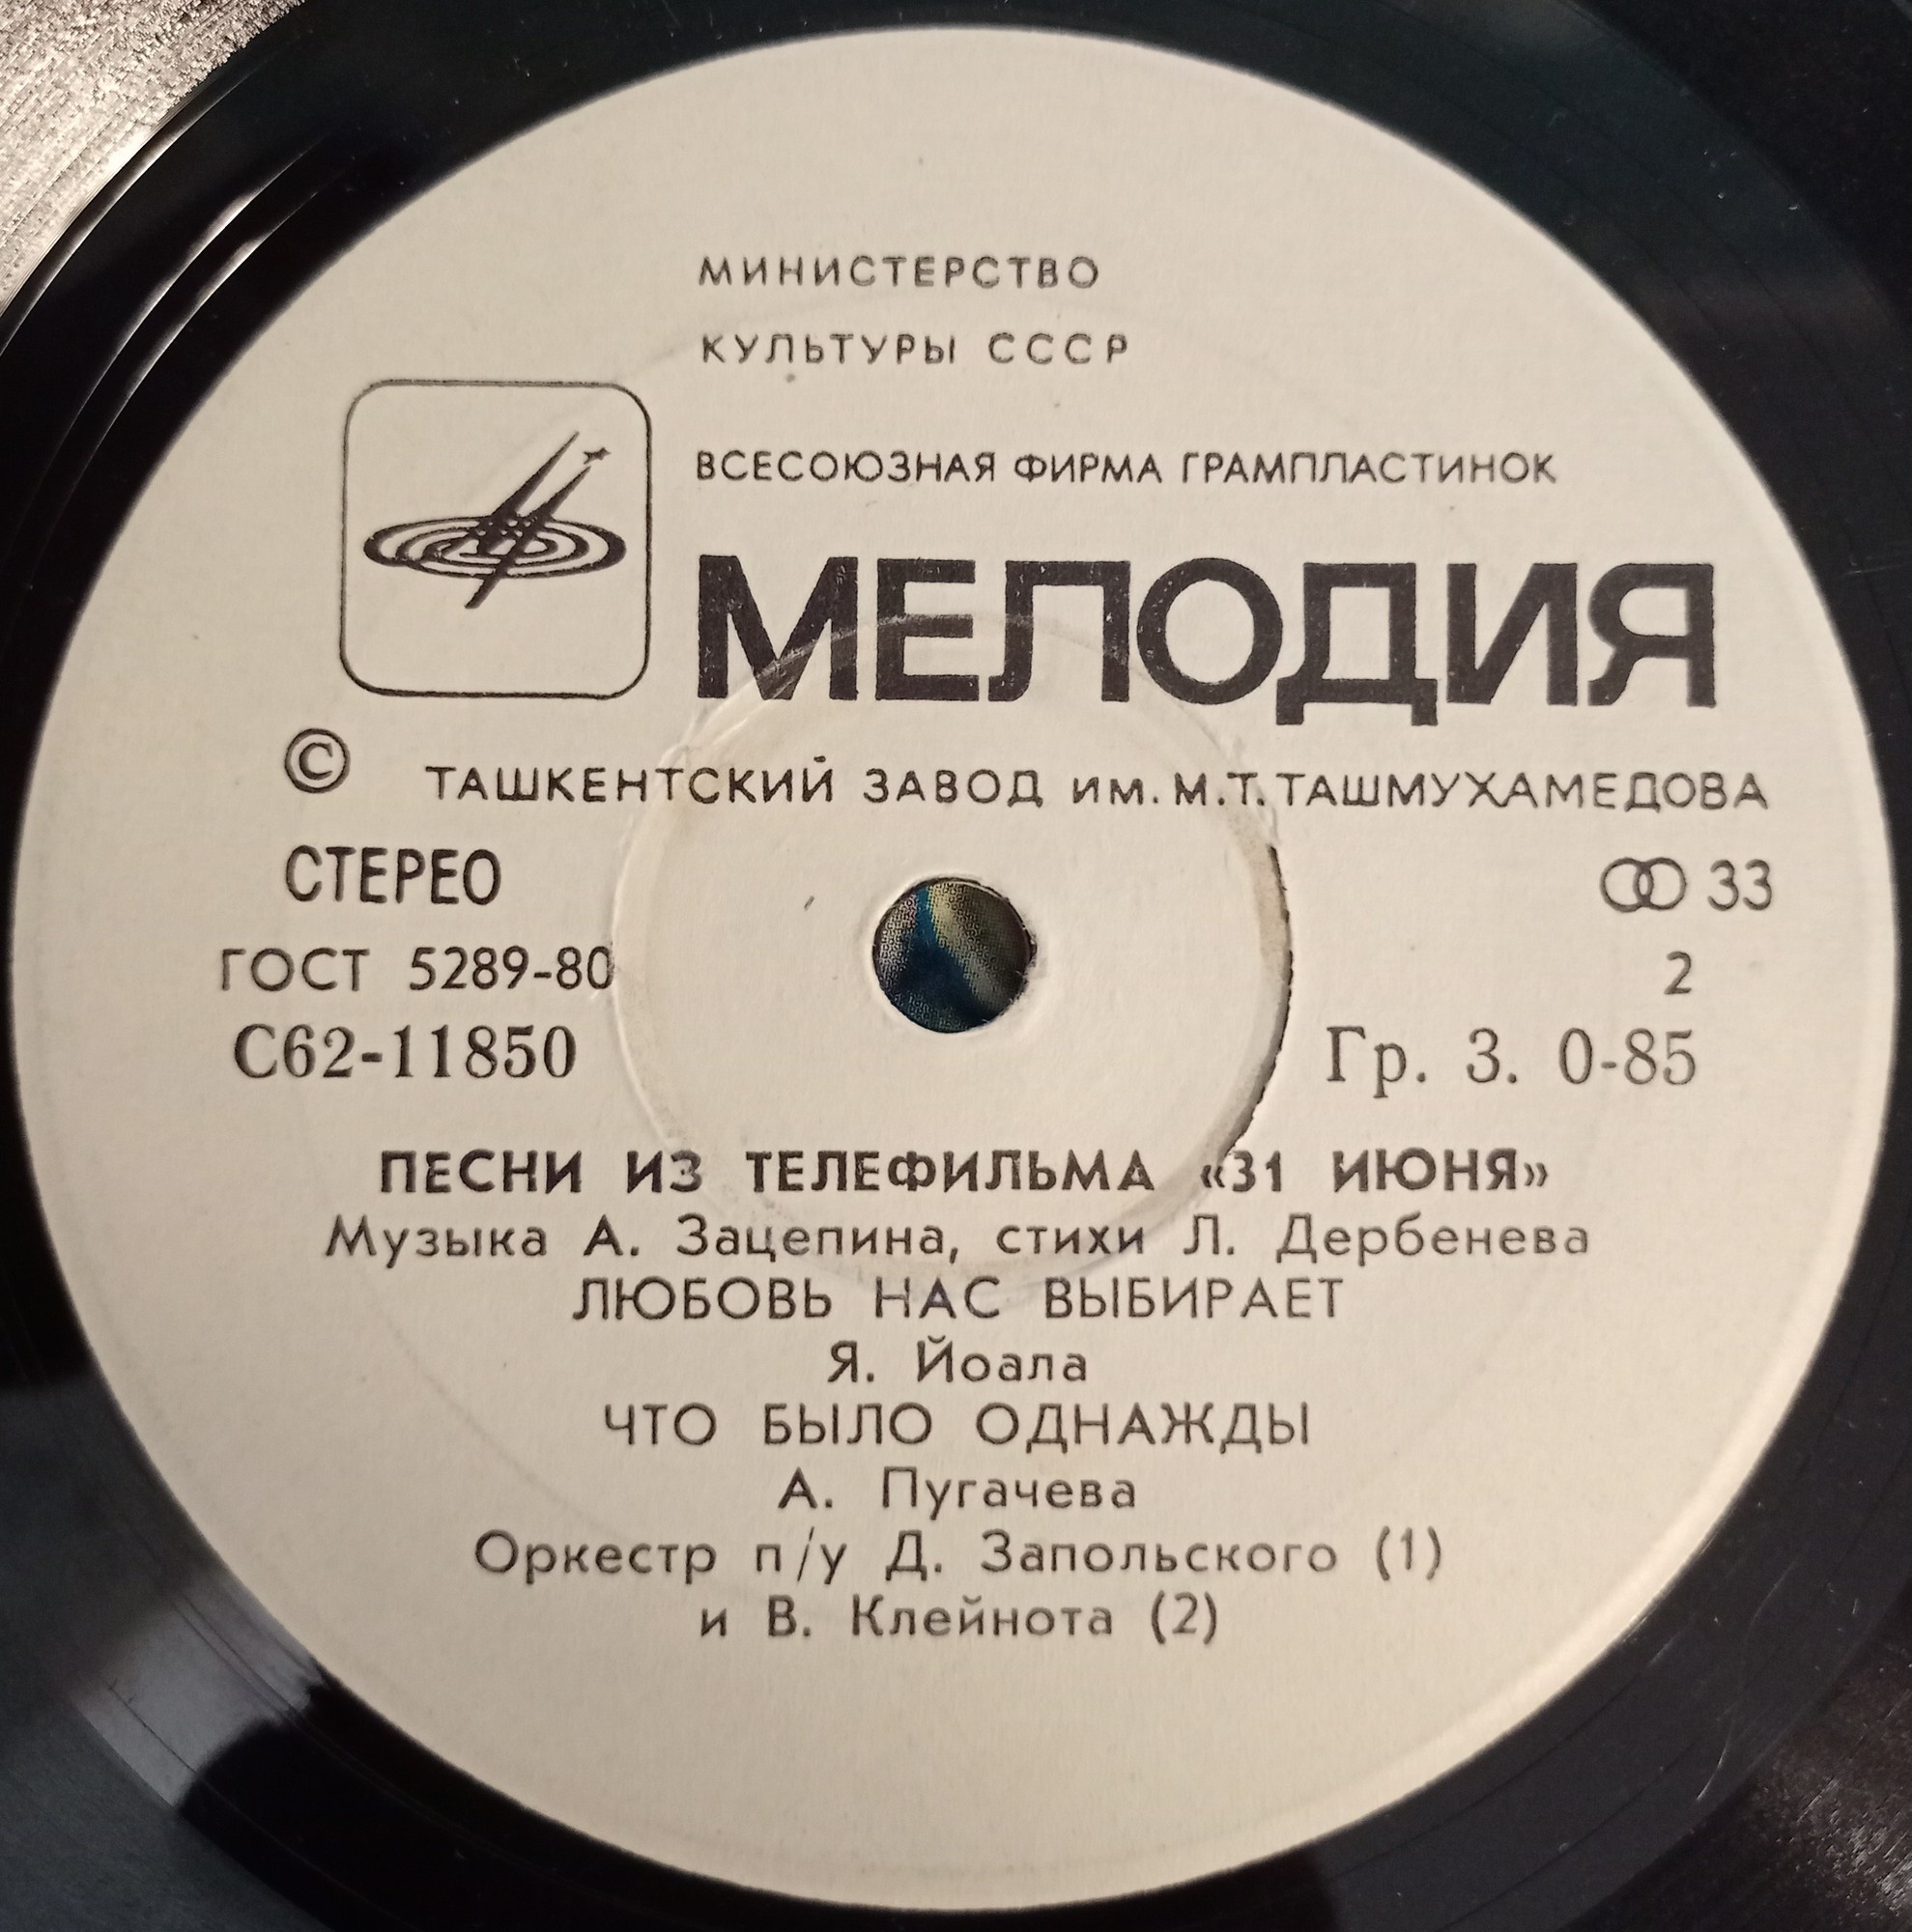 МИНИСТЕРСТВО
КУЛЬТУРЫ СССР
ВСЕСОЮЗНАЯ ФИРМА ГРАМПЛАСТИНОК
МЕЛОДИЯ
© ТАШКЕНТСКИЙ ЗАВОД им. М.Т. ТАШМУХАМЕДОВА
СТЕРЕО 33
ГОСТ 5289-80 2
С62-11850 Гр. 3. 0-85
ПЕСНИ ИЗ ТЕЛЕФИЛЬМА «31 ИЮНЯ»
Музыка А. Зацепина, стихи Л. Дербенева
ЛЮБОВЬ НАС ВЫБИРАЕТ
Я. Йоала
ЧТО БЫЛО ОДНАЖДЫ
А. Пугачева
Оркестр п/у Д. Запольского (1)
и В. Клейнота (2)